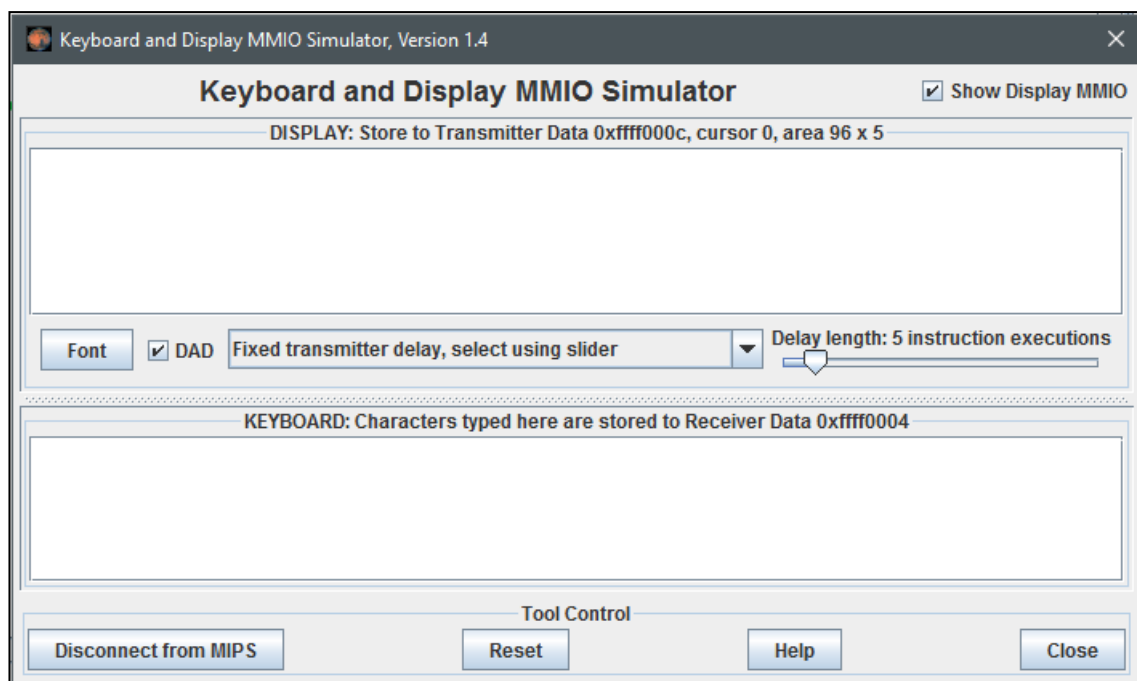 Keyboard and Display MMIO Simulator, Version 1.4
Keyboard and Display MMIO Simulator
Show Display MMIO
DISPLAY: Store to Transmitter Data 0xffff000c, cursor 0, area 96 x 5
Font
DAD
Fixed transmitter delay, select using slider
Delay length: 5 instruction executions
KEYBOARD: Characters typed here are stored to Receiver Data 0xffff0004
Tool Control
Disconnect from MIPS
Reset
Help
Close